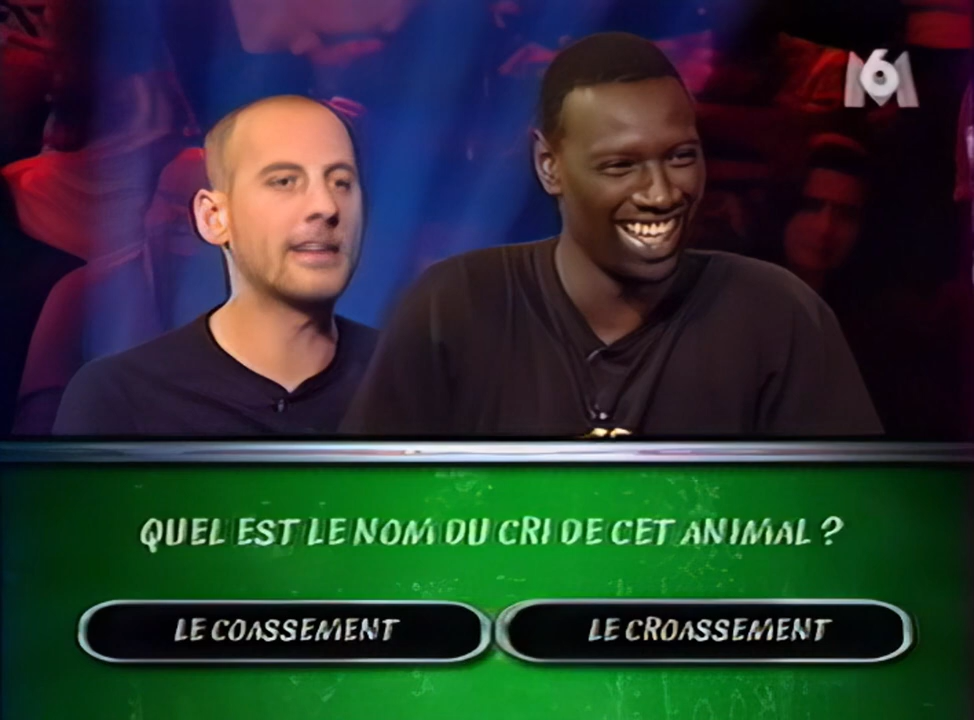 M6
QUEL EST LE NOM DU CRI DE CET ANIMAL ?
LE COASSEMENT
LE CROASSEMENT